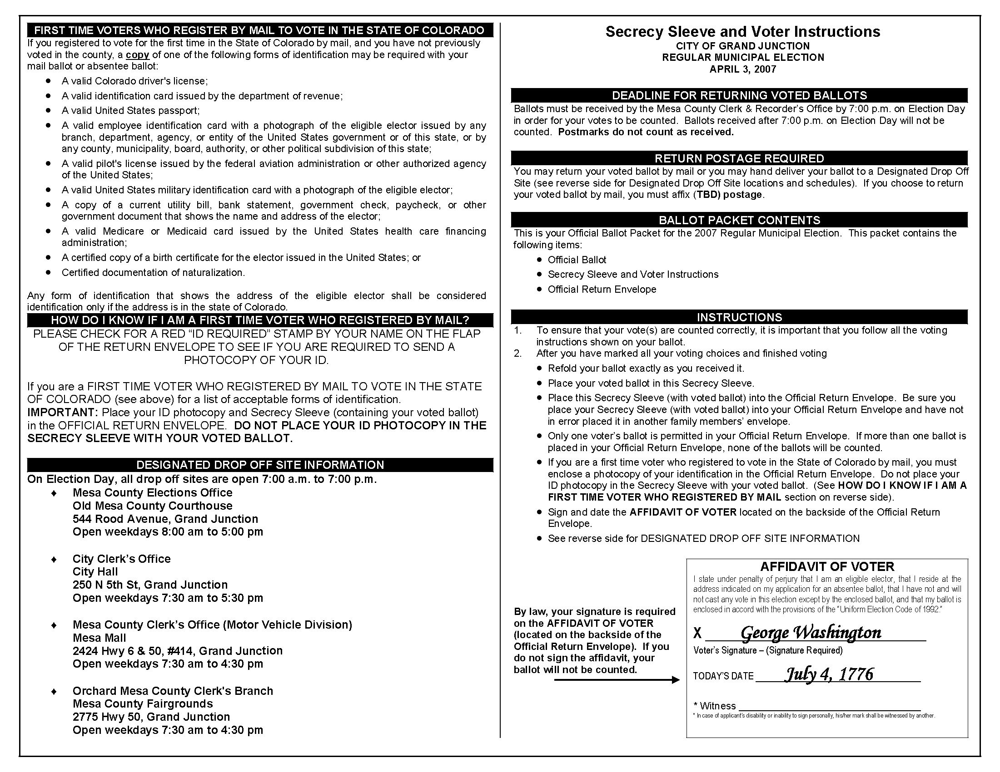 FIRST TIME VOTERS WHO REGISTER BY MAIL TO VOTE IN THE STATE OF COLORADO
If you registered to vote for the first time in the State of Colorado by mail, and you have not previously
voted in the county, a copy of one of the following forms of identification may be required with your
mail ballot or absentee ballot:
● A valid Colorado driver's license;
● A valid identification card issued by the department of revenue;
● A valid United States passport;
● A valid employee identification card with a photograph of the eligible elector issued by any
branch, department, agency, or entity of the United States government or of this state, or by
any county, municipality, board, authority, or other political subdivision of this state;
● A valid pilot's license issued by the federal aviation administration or other authorized agency
of the United States;
● A valid United States military identification card with a photograph of the eligible elector;
● A copy of a current utility bill, bank statement, government check, paycheck, or other
government document that shows the name and address of the elector;
● A valid Medicare or Medicaid card issued by the United States health care financing
administration;
● A certified copy of a birth certificate for the elector issued in the United States; or
● Certified documentation of naturalization.
Any form of identification that shows the address of the eligible elector shall be considered
identification only if the address is in the state of Colorado.
HOW DO I KNOW IF I AM A FIRST TIME VOTER WHO REGISTERED BY MAIL?
PLEASE CHECK FOR A RED “ID REQUIRED” STAMP BY YOUR NAME ON THE FLAP
OF THE RETURN ENVELOPE TO SEE IF YOU ARE REQUIRED TO SEND A
PHOTOCOPY OF YOUR ID.
If you are a FIRST TIME VOTER WHO REGISTERED BY MAIL TO VOTE IN THE STATE
OF COLORADO (see above) for a list of acceptable forms of identification.
IMPORTANT: Place your ID photocopy and Secrecy Sleeve (containing your voted ballot)
in the OFFICIAL RETURN ENVELOPE. DO NOT PLACE YOUR ID PHOTOCOPY IN THE
SECRECY SLEEVE WITH YOUR VOTED BALLOT.
DESIGNATED DROP OFF SITE INFORMATION
On Election Day, all drop off sites are open 7:00 a.m. to 7:00 p.m.
♦ Mesa County Elections Office
Old Mesa County Courthouse
544 Rood Avenue, Grand Junction
Open weekdays 8:00 am to 5:00 pm
♦ City Clerk’s Office
City Hall
250 N 5th St, Grand Junction
Open weekdays 7:30 am to 5:30 pm
♦ Mesa County Clerk’s Office (Motor Vehicle Division)
Mesa Mall
2424 Hwy 6 & 50, #414, Grand Junction
Open weekdays 7:30 am to 4:30 pm
♦ Orchard Mesa County Clerk's Branch
Mesa County Fairgrounds
2775 Hwy 50, Grand Junction
Open weekdays 7:30 am to 4:30 pm
Secrecy Sleeve and Voter Instructions
CITY OF GRAND JUNCTION
REGULAR MUNICIPAL ELECTION
APRIL 3, 2007
DEADLINE FOR RETURNING VOTED BALLOTS
Ballots must be received by the Mesa County Clerk & Recorder’s Office by 7:00 p.m. on Election Day
in order for your votes to be counted. Ballots received after 7:00 p.m. on Election Day will not be
counted. Postmarks do not count as received.
RETURN POSTAGE REQUIRED
You may return your voted ballot by mail or you may hand deliver your ballot to a Designated Drop Off
Site (see reverse side for Designated Drop Off Site locations and schedules). If you choose to return
your voted ballot by mail, you must affix (TBD) postage.
BALLOT PACKET CONTENTS
This is your Official Ballot Packet for the 2007 Regular Municipal Election. This packet contains the
following items:
● Official Ballot
● Secrecy Sleeve and Voter Instructions
● Official Return Envelope
INSTRUCTIONS
1. To ensure that your vote(s) are counted correctly, it is important that you follow all the voting
instructions shown on your ballot.
2. After you have marked all your voting choices and finished voting
● Refold your ballot exactly as you received it.
● Place your voted ballot in this Secrecy Sleeve.
● Place this Secrecy Sleeve (with voted ballot) into the Official Return Envelope. Be sure you
place your Secrecy Sleeve (with voted ballot) into your Official Return Envelope and have not
in error placed it in another family members’ envelope.
● Only one voter’s ballot is permitted in your Official Return Envelope. If more than one ballot is
placed in your Official Return Envelope, none of the ballots will be counted.
● If you are a first time voter who registered to vote in the State of Colorado by mail, you must
enclose a photocopy of your identification in the Official Return Envelope. Do not place your
ID photocopy in the Secrecy Sleeve with your voted ballot. (See HOW DO I KNOW IF I AM A
FIRST TIME VOTER WHO REGISTERED BY MAIL section on reverse side).
● Sign and date the AFFIDAVIT OF VOTER located on the backside of the Official Return
Envelope.
● See reverse side for DESIGNATED DROP OFF SITE INFORMATION
By law, your signature is required
on the AFFIDAVIT OF VOTER
(located on the backside of the
Official Return Envelope). If you
do not sign the affidavit, your
ballot will not be counted.
AFFIDAVIT OF VOTER
I state under penalty of perjury that I am an eligible elector, that I reside at the
address indicated on my application for an absentee ballot, that I have not and will
not cast any vote in this election except by the enclosed ballot, and that my ballot is
enclosed in accord with the provisions of the “Uniform Election Code of 1992.”
X George Washington
Voter’s Signature – (Signature Required)
TODAY’S DATE July 4, 1776
* Witness
* In case of applicant’s disability or inability to sign personally, his/her mark shall be witnessed by another.